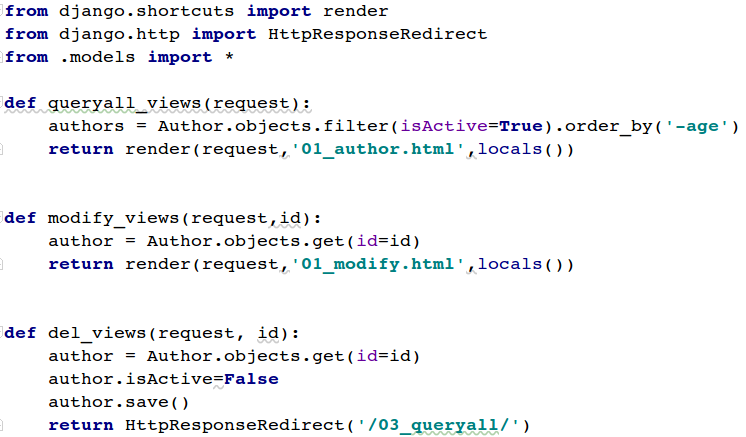 from django.shortcuts import render
from django.http import HttpResponseRedirect
from .models import *
def queryall_views(request):
    authors = Author.objects.filter(isActive=True).order_by('-age')
    return render(request,'01_author.html',locals())
def modify_views(request,id):
    author = Author.objects.get(id=id)
    return render(request,'01_modify.html',locals())
def del_views(request, id):
    author = Author.objects.get(id=id)
    author.isActive=False
    author.save()
    return HttpResponseRedirect('/03_queryall/')